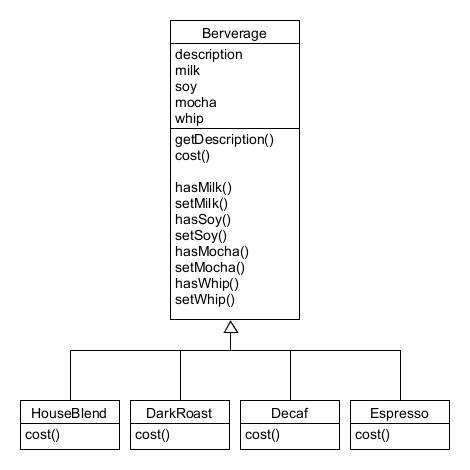 Berverage
description
milk
soy
mocha
whip
getDescription()
cost()
hasMilk()
setMilk()
hasSoy()
setSoy()
hasMocha()
setMocha()
hasWhip()
setWhip()
HouseBlend
DarkRoast
Decaf
Espresso
cost()
cost()
cost()
cost()